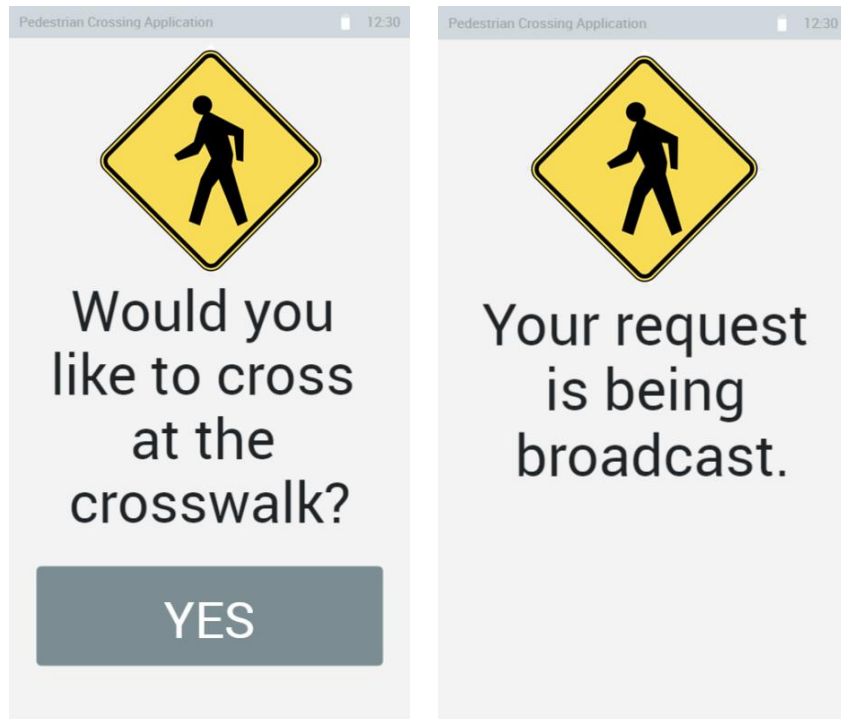 Pedestrian Crossing Application 12:30
Would you
like to cross
at the
crosswalk?
YES
Pedestrian Crossing Application 12:30
Your request
is being
broadcast.